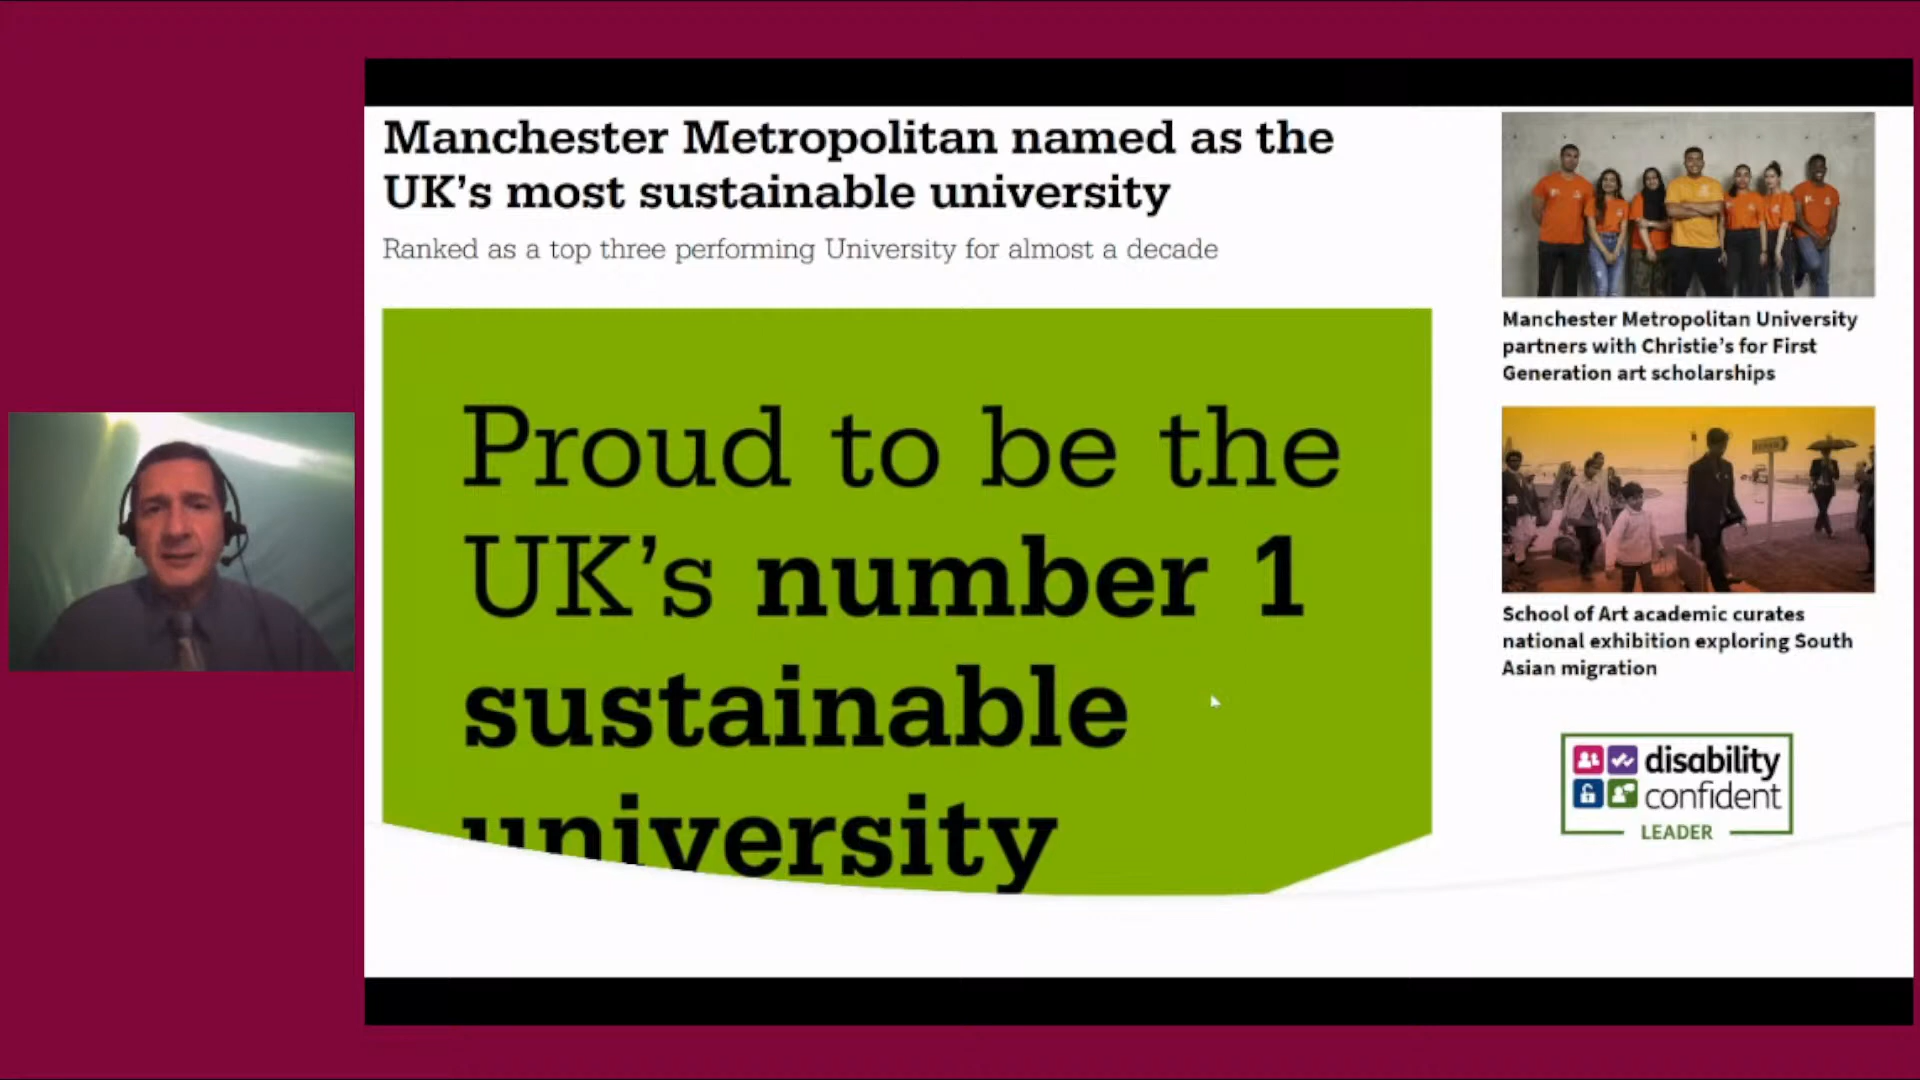 Manchester Metropolitan named as the
UK’s most sustainable university
Ranked as a top three performing University for almost a decade
Proud to be the
UK’s number 1
sustainable
university
Manchester Metropolitan University
partners with Christie’s for First
Generation art scholarships
School of Art academic curates
national exhibition exploring South
Asian migration
disability
confident
LEADER